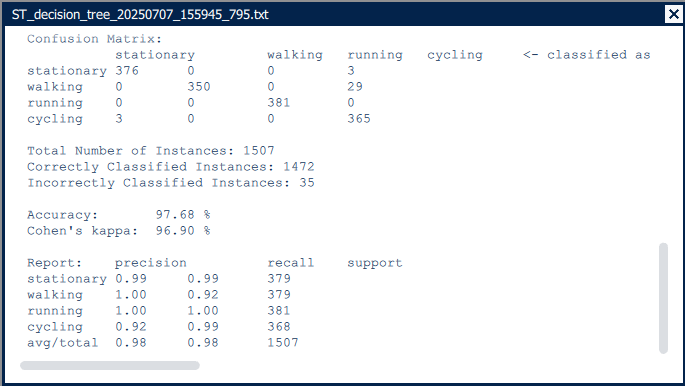 ST_decision_tree_20250707_155945_795.txt
Confusion Matrix:
stationary walking running cycling <- classified as
stationary 376 0 0 3
walking 0 350 0 29
running 0 0 381 0
cycling 3 0 0 365
Total Number of Instances: 1507
Correctly Classified Instances: 1472
Incorrectly Classified Instances: 35
Accuracy: 97.68 %
Cohen's kappa: 96.90 %
Report: precision recall support
stationary 0.99 0.99 379
walking 1.00 0.92 379
running 1.00 1.00 381
cycling 0.92 0.99 368
avg/total 0.98 0.98 1507